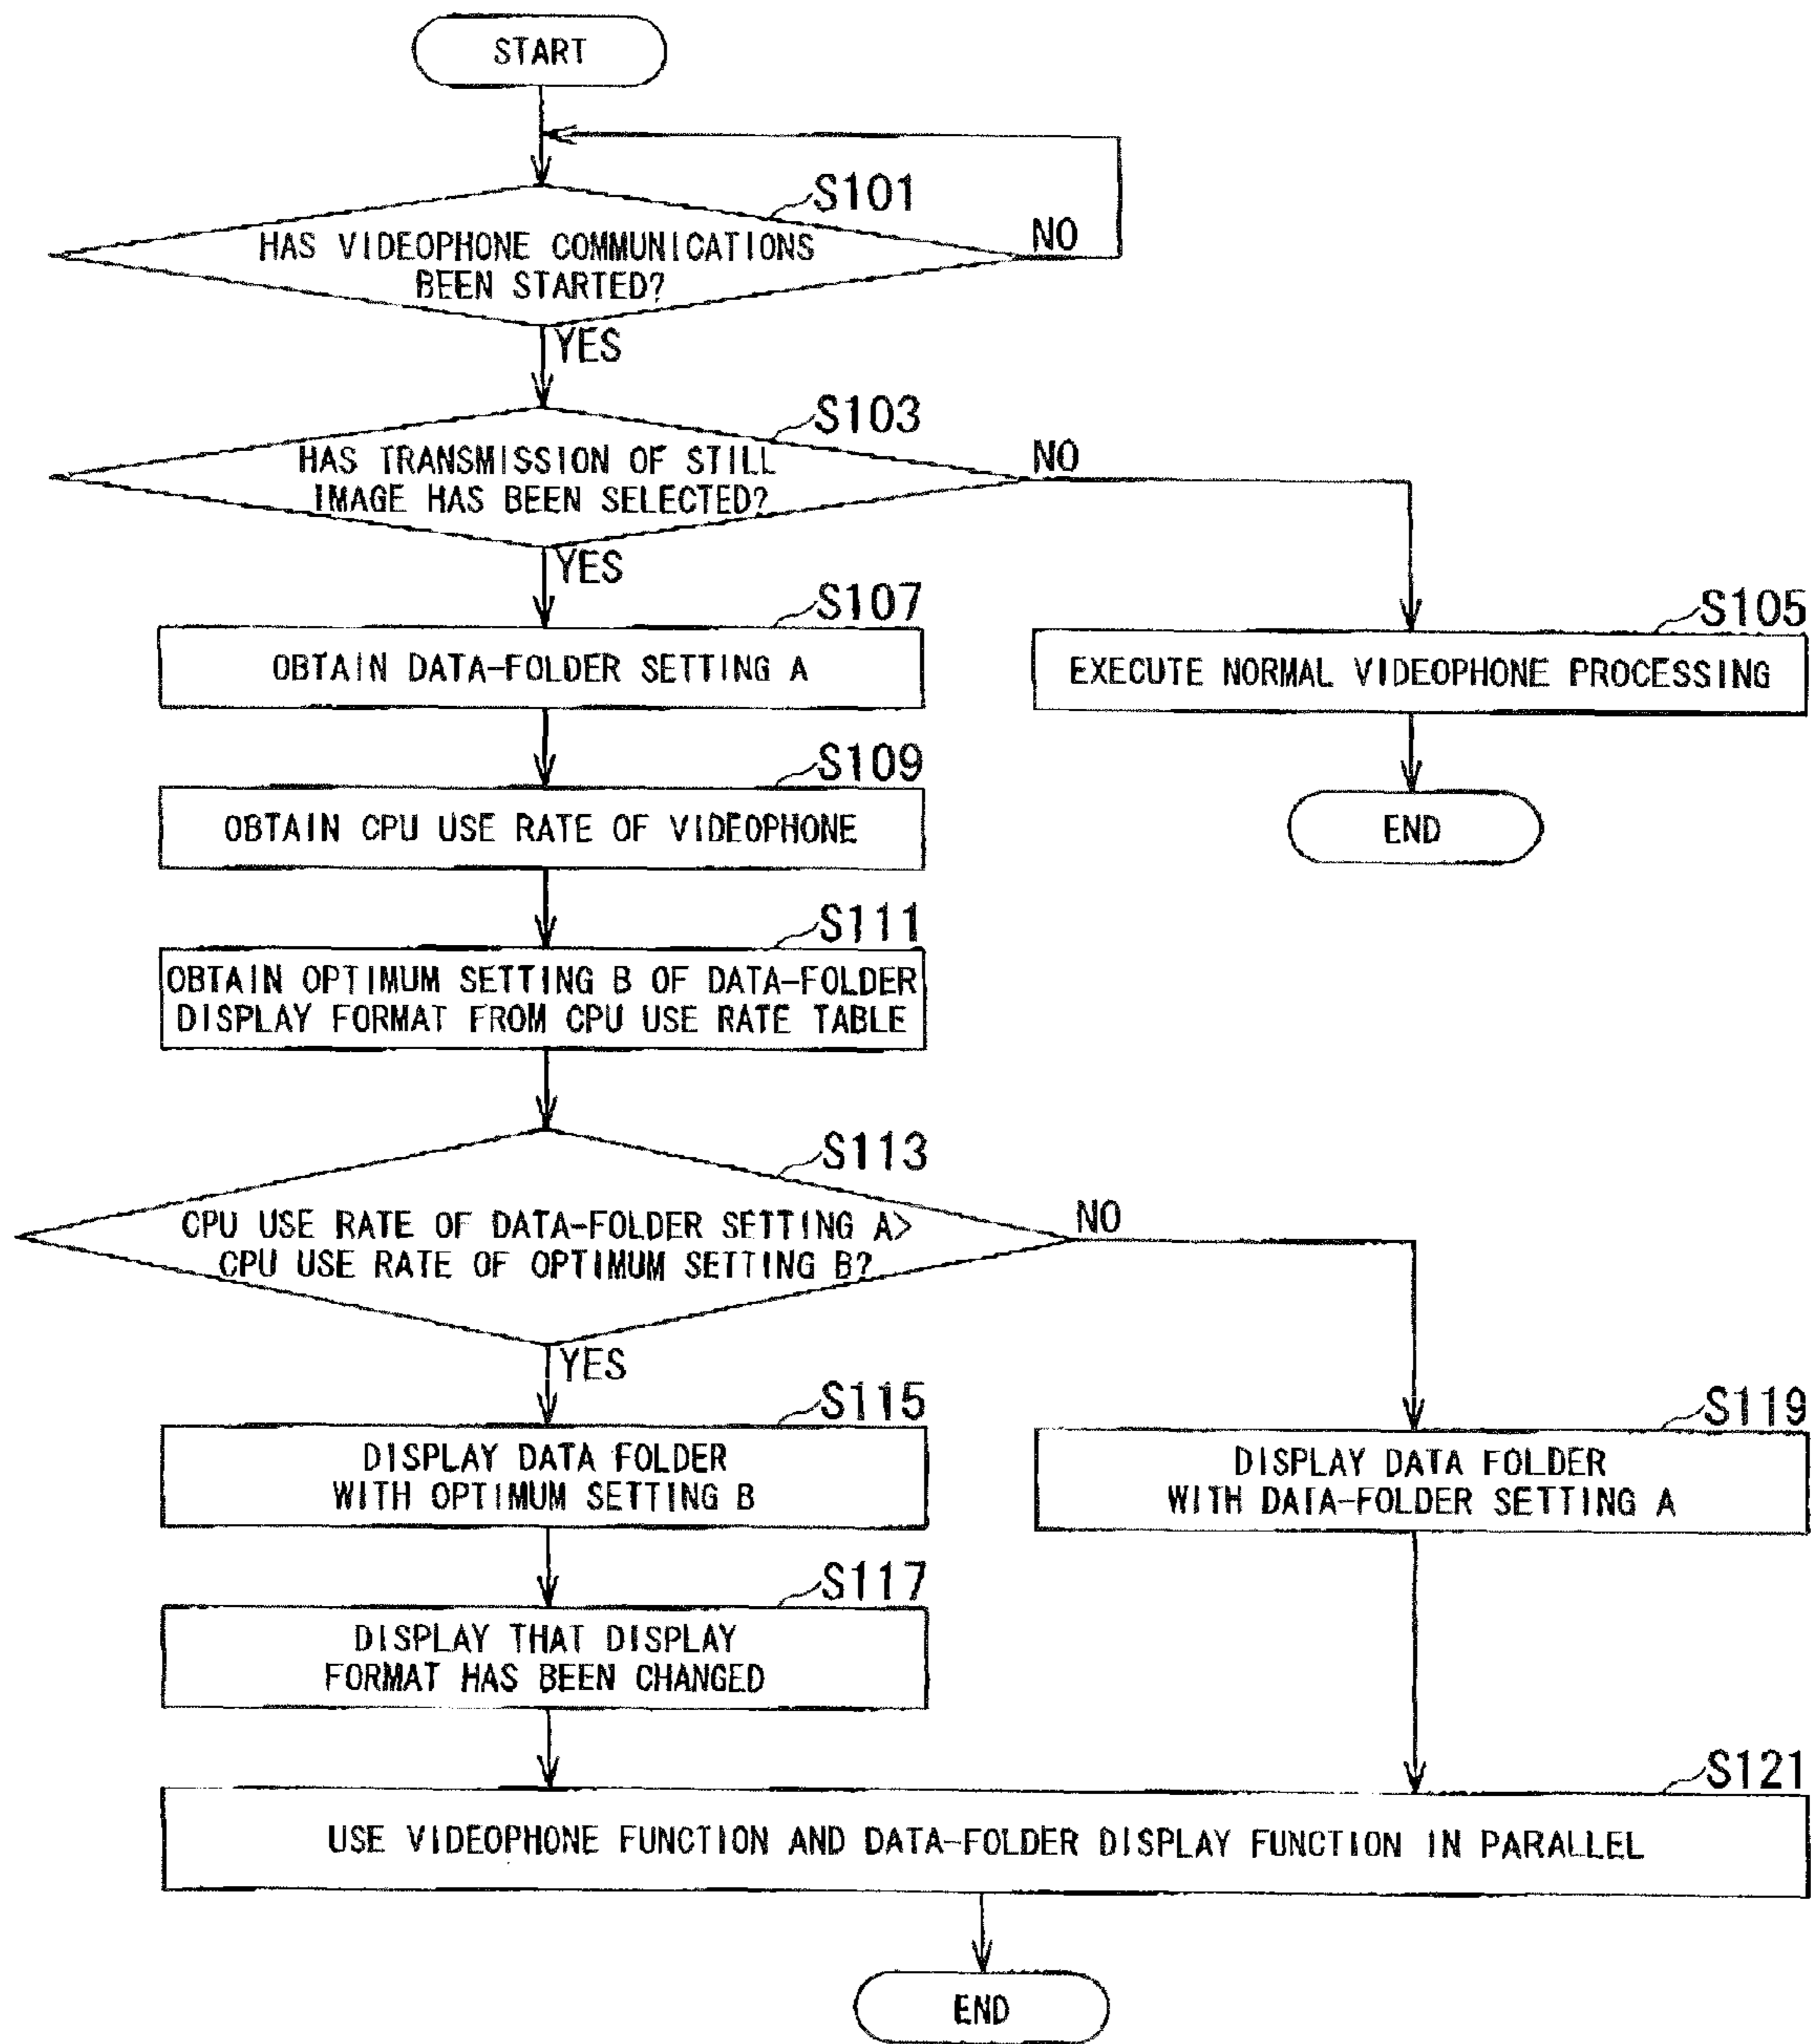 START
S101
HAS VIDEOPHONE COMMUNICATIONS
BEEN STARTED?
NO
YES
S103
HAS TRANSMISSION OF STILL
IMAGE HAS BEEN SELECTED?
NO
YES
S107
OBTAIN DATA-FOLDER SETTING A
S105
EXECUTE NORMAL VIDEOPHONE PROCESSING
S109
OBTAIN CPU USE RATE OF VIDEOPHONE
END
S111
OBTAIN OPTIMUM SETTING B OF DATA-FOLDER
DISPLAY FORMAT FROM CPU USE RATE TABLE
S113
CPU USE RATE OF DATA-FOLDER SETTING A>
CPU USE RATE OF OPTIMUM SETTING B?
NO
YES
S115
DISPLAY DATA FOLDER
WITH OPTIMUM SETTING B
S119
DISPLAY DATA FOLDER
WITH DATA-FOLDER SETTING A
S117
DISPLAY THAT DISPLAY
FORMAT HAS BEEN CHANGED
S121
USE VIDEOPHONE FUNCTION AND DATA-FOLDER DISPLAY FUNCTION IN PARALLEL
END